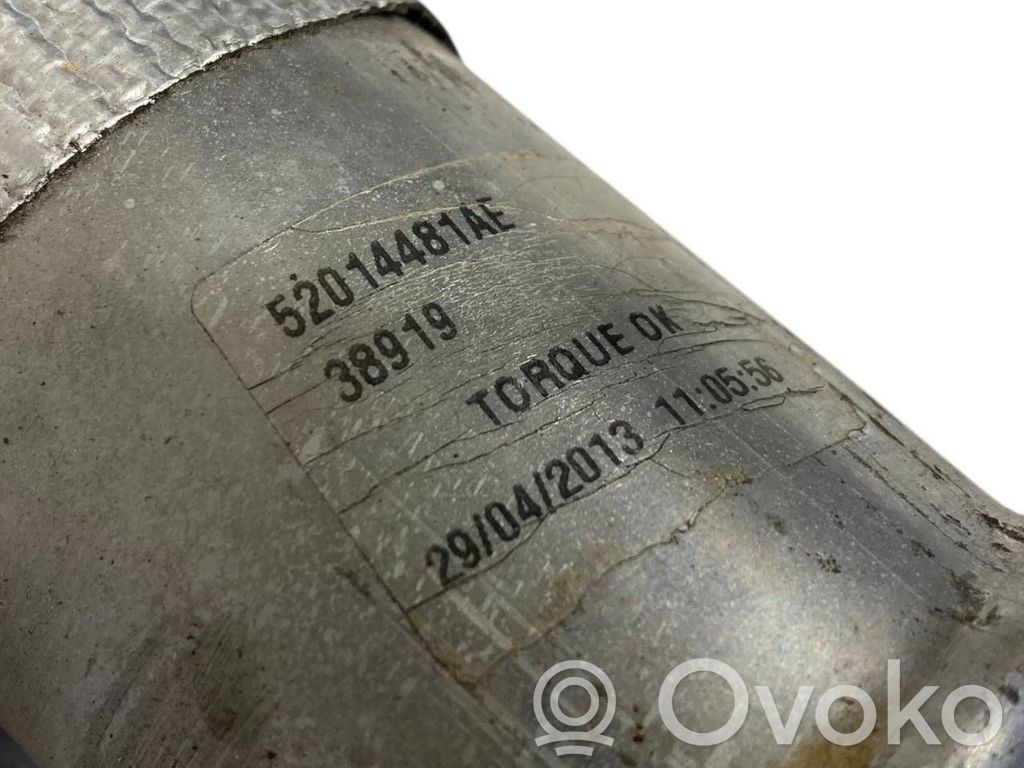 52014481AE
38919
TORQUE OK
29/04/2013 11:05:56
Ovoko